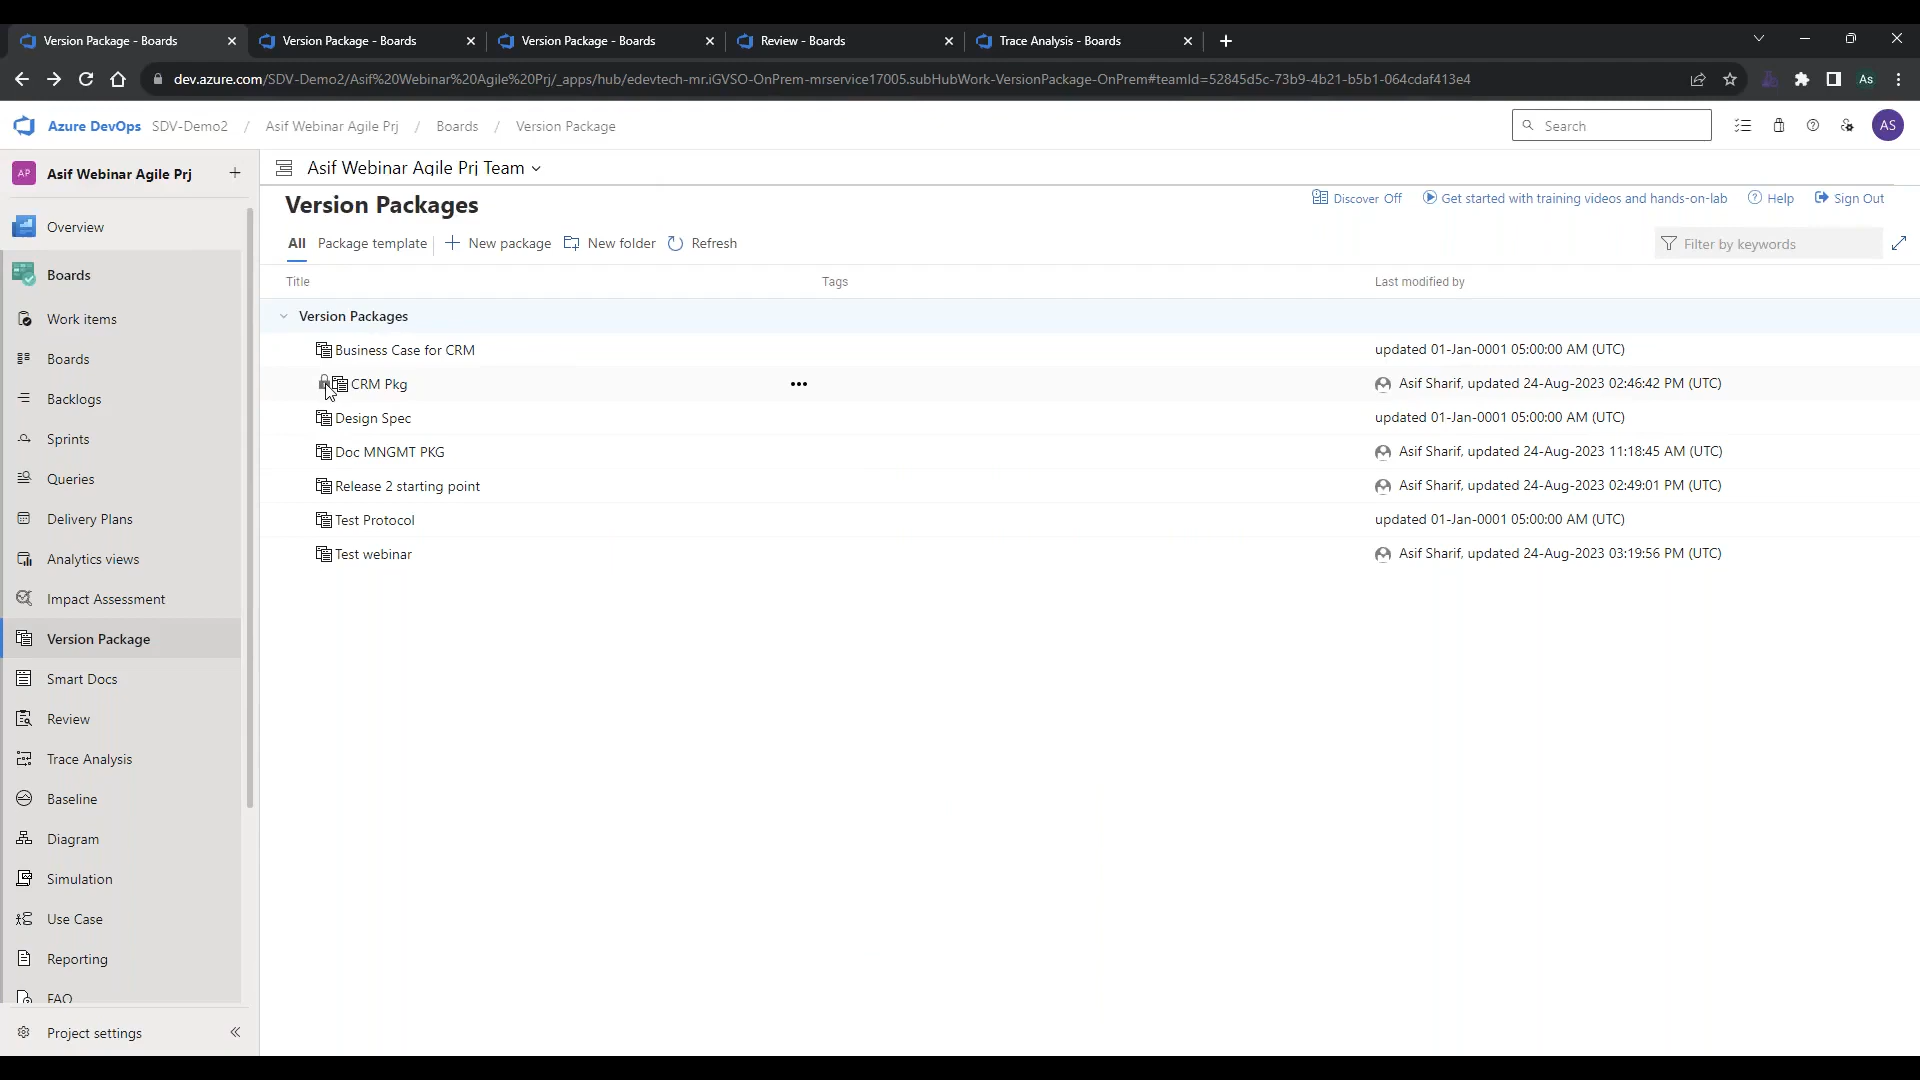 Version Package - Boards
Version Package - Boards
Version Package - Boards
Review - Boards
Trace Analysis - Boards
dev.azure.com/SDV-Demo2/Asif%20Webinar%20Agile%20Prj/_apps/hub/edevtech-mr.iGVSO-OnPrem-mrservice17005.subHubWork-VersionPackage-OnPrem#teamId=52845d5c-73b9-4b21-b5b1-064cdaf413e4
As
Azure DevOps SDV-Demo2 / Asif Webinar Agile Prj / Boards / Version Package
Search
AS
AP Asif Webinar Agile Prj +
Overview
Boards
Work items
Boards
Backlogs
Sprints
Queries
Delivery Plans
Analytics views
Impact Assessment
Version Package
Smart Docs
Review
Trace Analysis
Baseline
Diagram
Simulation
Use Case
Reporting
FAQ
Project settings
Asif Webinar Agile Prj Team
Version Packages
Discover Off Get started with training videos and hands-on-lab Help Sign Out
All Package template New package New folder Refresh
Filter by keywords
Title Tags Last modified by
Version Packages
Business Case for CRM updated 01-Jan-0001 05:00:00 AM (UTC)
CRM Pkg Asif Sharif, updated 24-Aug-2023 02:46:42 PM (UTC)
Design Spec updated 01-Jan-0001 05:00:00 AM (UTC)
Doc MNGMT PKG Asif Sharif, updated 24-Aug-2023 11:18:45 AM (UTC)
Release 2 starting point Asif Sharif, updated 24-Aug-2023 02:49:01 PM (UTC)
Test Protocol updated 01-Jan-0001 05:00:00 AM (UTC)
Test webinar Asif Sharif, updated 24-Aug-2023 03:19:56 PM (UTC)